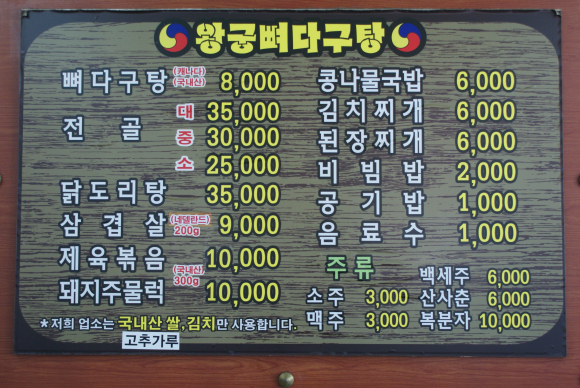 왕궁뼈다구탕
뼈다구탕 (캐나다) (국내산) 8,000
전골 대 35,000
중 30,000
소 25,000
닭도리탕 35,000
삼겹살 (네델란드) 200g 9,000
제육볶음 10,000
(국내산) 300g
돼지주물럭 10,000
콩나물국밥 6,000
김치찌개 6,000
된장찌개 6,000
비빔밥 2,000
공기밥 1,000
음료수 1,000
주류
백세주 6,000
소주 3,000 산사춘 6,000
맥주 3,000 복분자 10,000
*저희 업소는 국내산 쌀,김치만 사용합니다.
고추가루